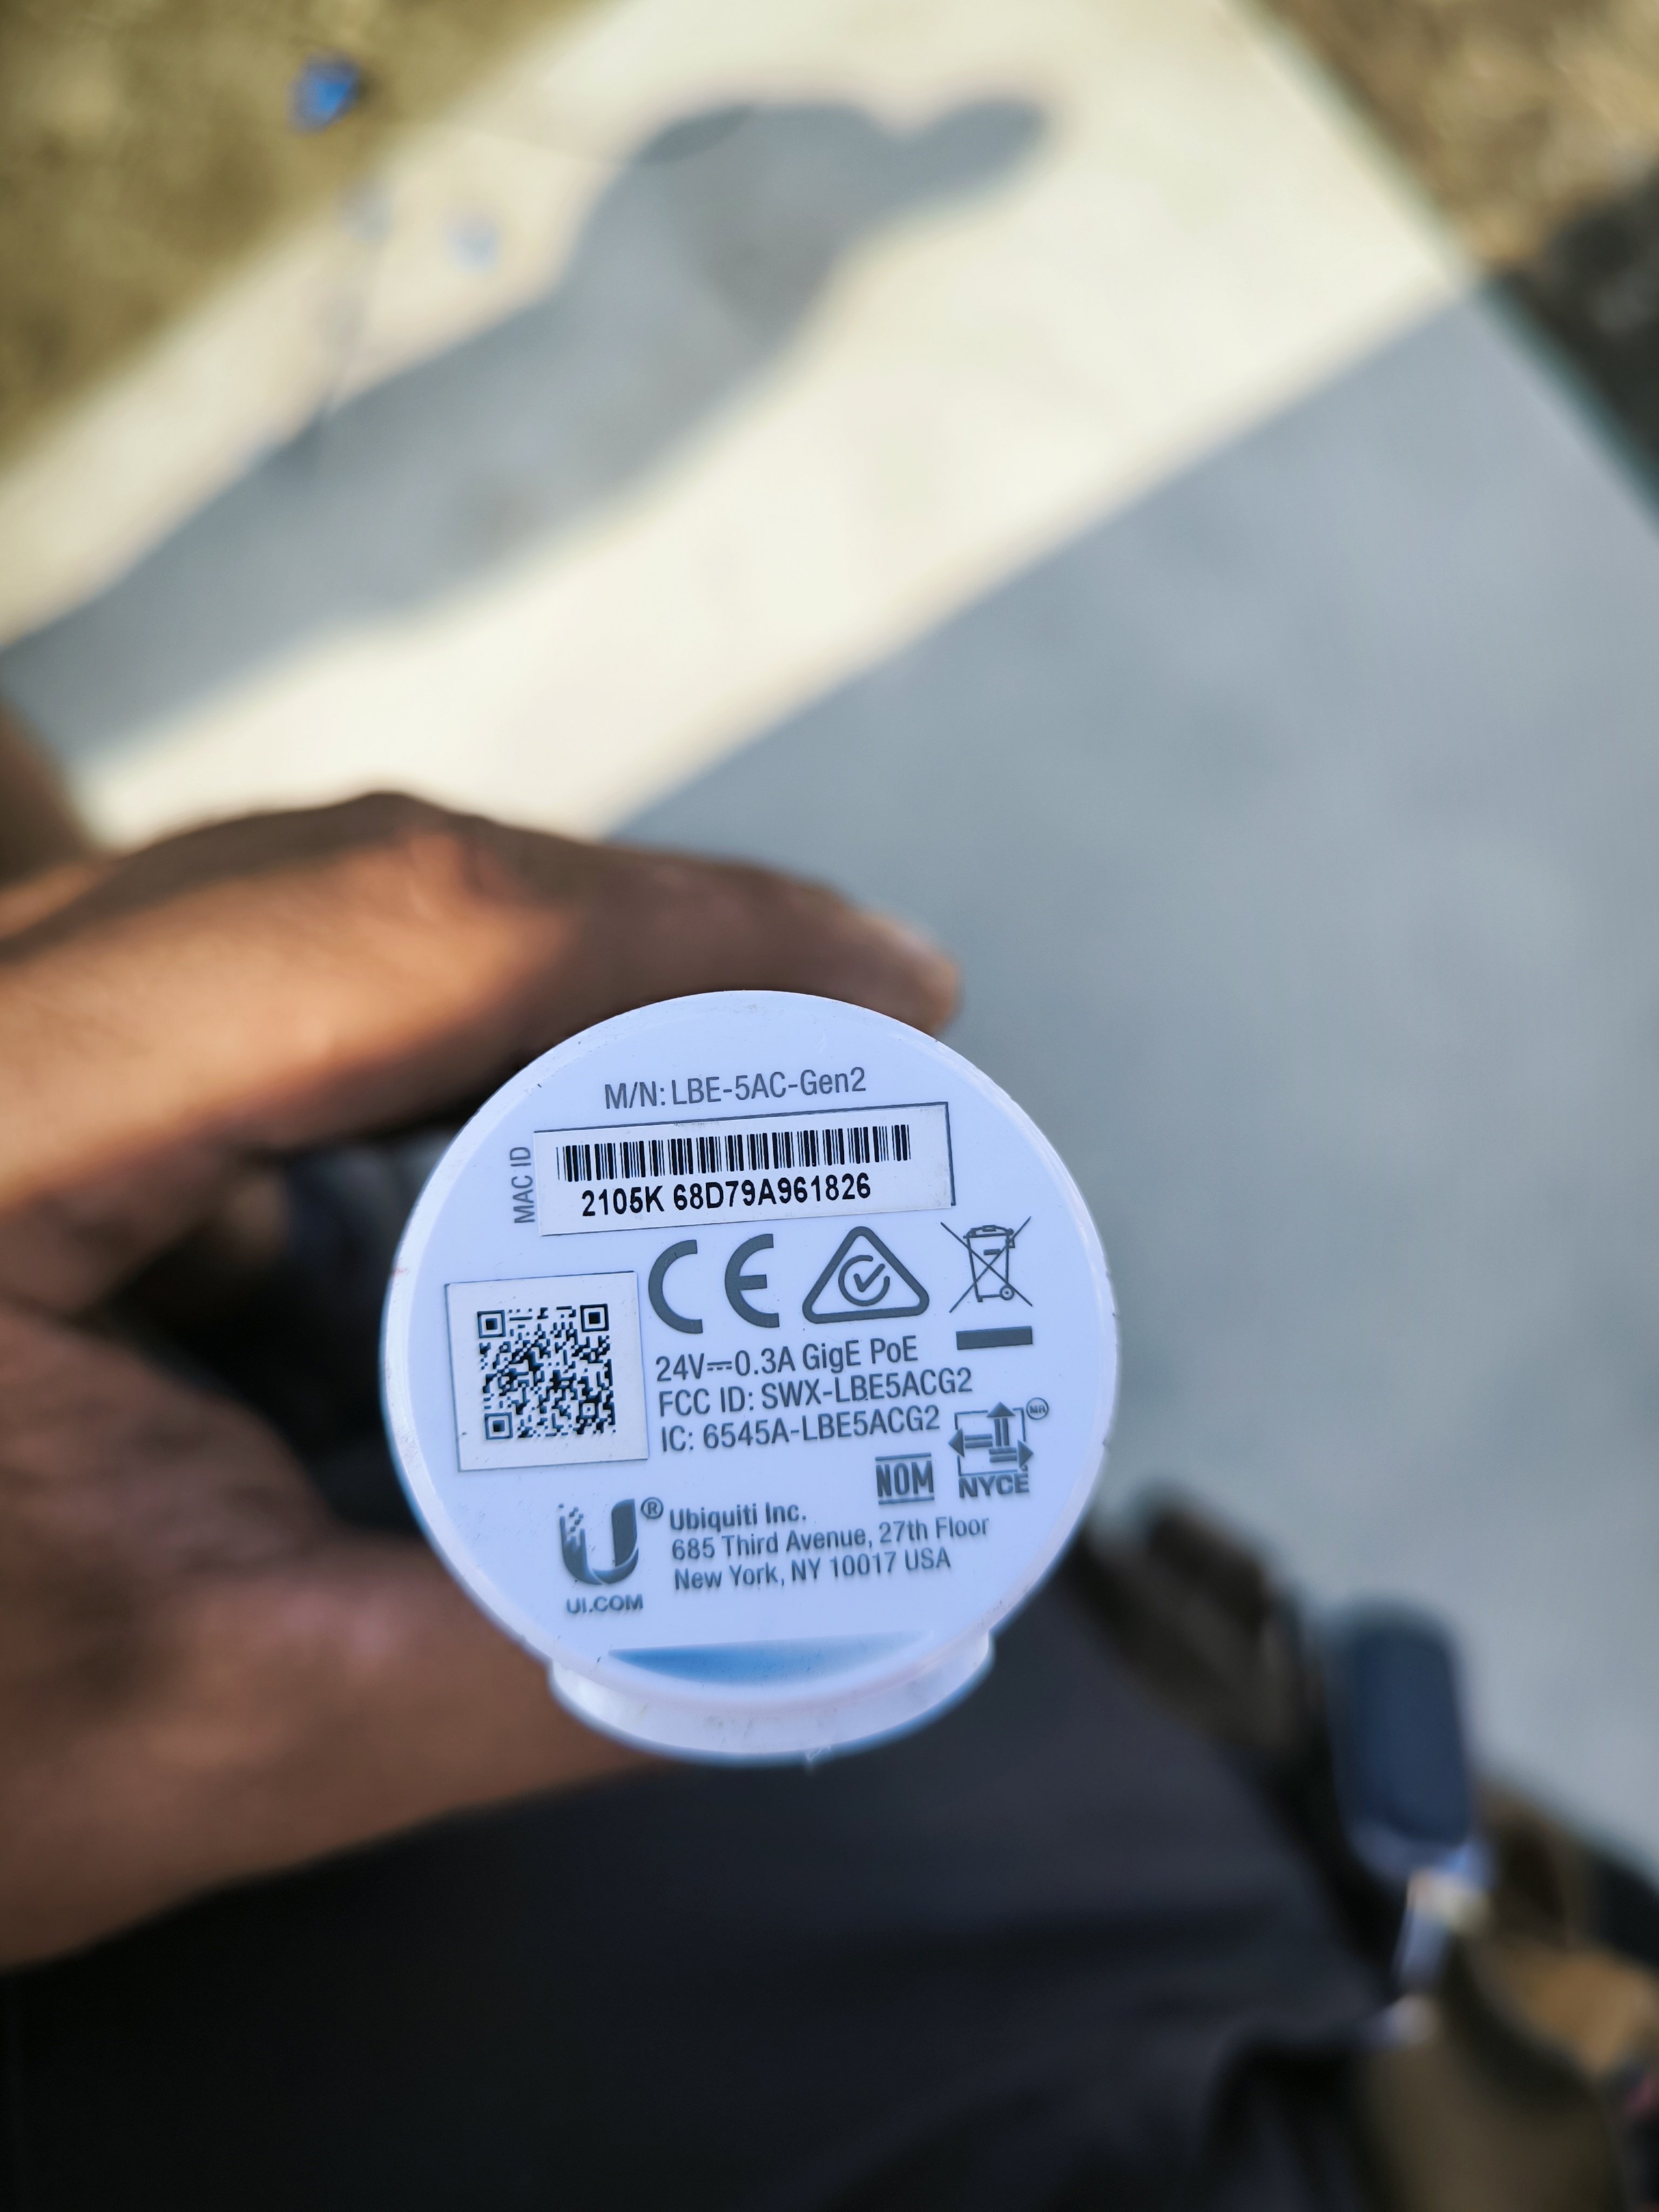 M/N: LBE-5AC-Gen2
MAC ID
2105K 68D79A961826
CE
24V⎓0.3A GigE PoE
FCC ID: SWX-LBE5ACG2
IC: 6545A-LBE5ACG2
MR
NOM
NYCE
U® Ubiquiti Inc.
685 Third Avenue, 27th Floor
New York, NY 10017 USA
UI.COM